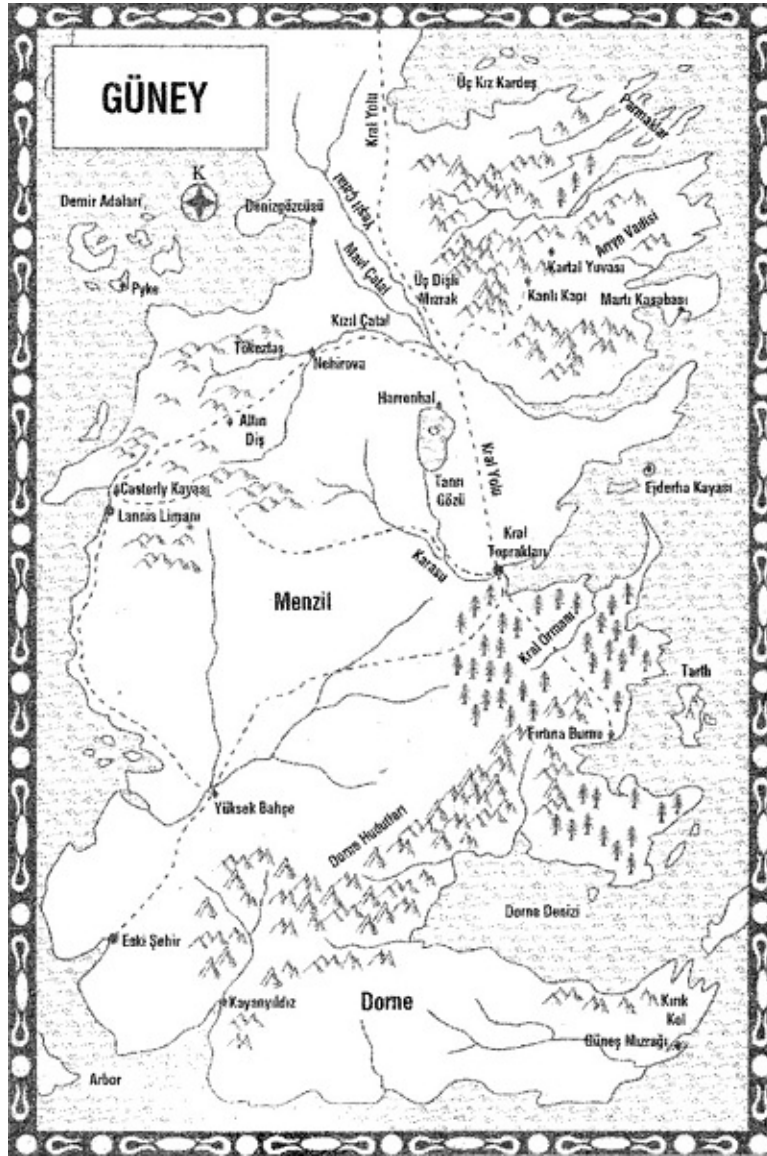 GÜNEY
Üç Kız Kardeş
Parmaklar
Kral Yolu
K
Demir Adaları
Denizgözcüsü
Yeşil Çatal
Mavi Çatal
Arryn Vadisi
Kartal Yuvası
Üç Dişli
Mızrak
Kanlı Kapı
Martı Kasabası
Pyke
Kızıl Çatal
Tökeztaş
Nehirova
Harrenhal
Altın
Diş
Kral Yolu
Tanrı
Gözü
Ejderha Kayası
Casterly Kayası
Lannis Limanı
Kral
Toprakları
Karasu
Menzil
Kral Ormanı
Tarth
Fırtına Burnu
Yüksek Bahçe
Dorne Hudutları
Dorne Denizi
Eski Şehir
Kayanyıldız
Dorne
Kırık
Kol
Güneş Mızrağı
Arbor